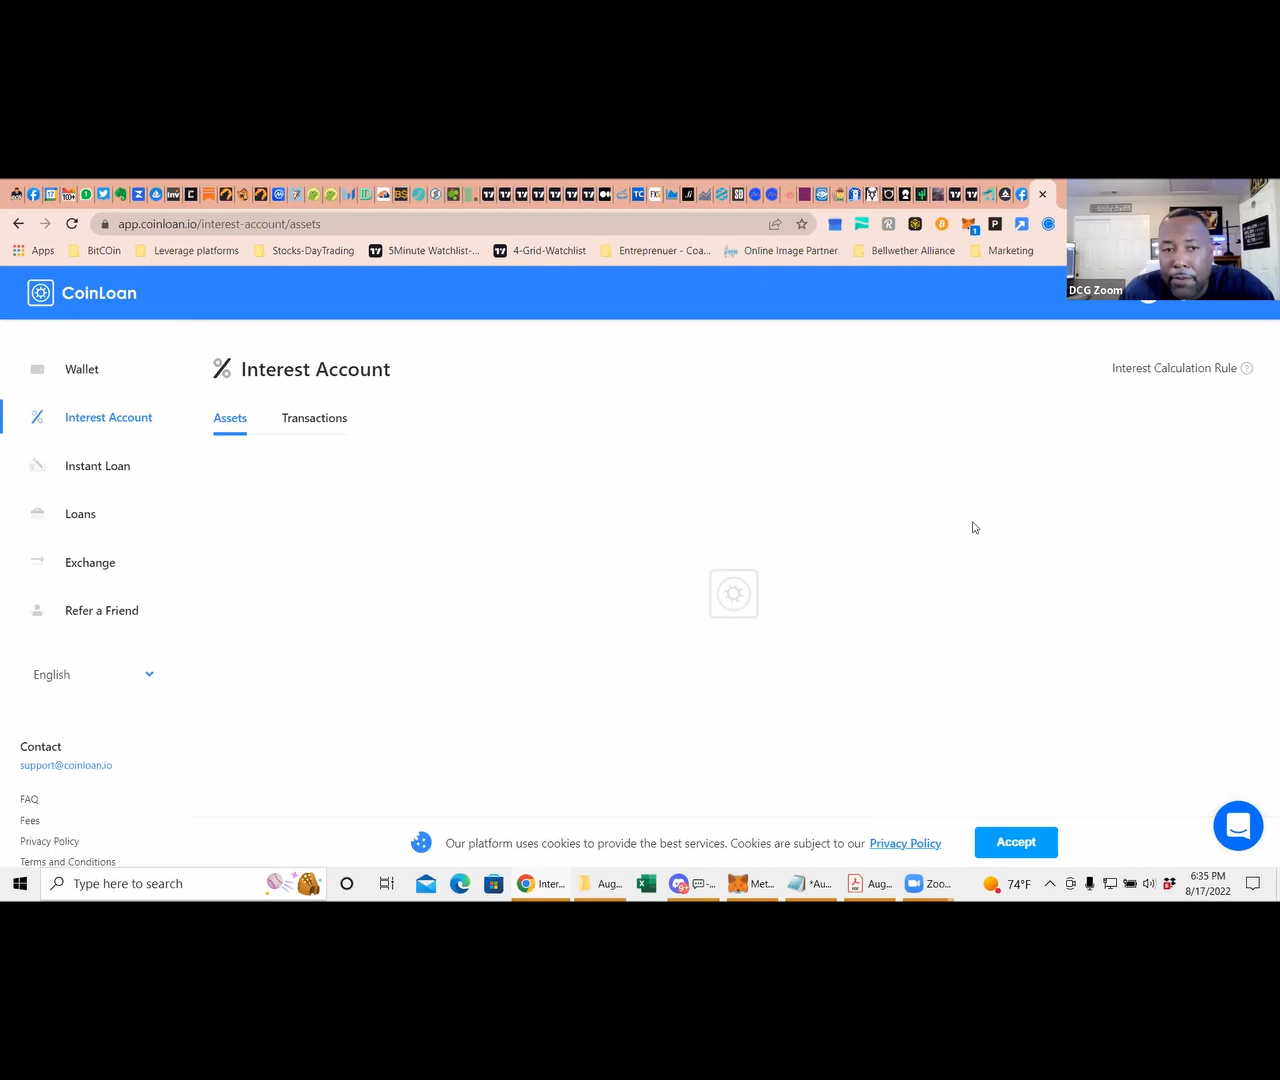 app.coinloan.io/interest-account/assets
Apps
BitCOin
Leverage platforms
Stocks-DayTrading
5Minute Watchlist-...
4-Grid-Watchlist
Entreprenuer - Coa...
Online Image Partner
Bellwether Alliance
Marketing
DCG Zoom
CoinLoan
Wallet
Interest Account
Instant Loan
Loans
Exchange
Refer a Friend
English
Contact
support@coinloan.io
FAQ
Fees
Privacy Policy
Terms and Conditions
Interest Account
Interest Calculation Rule
Assets
Transactions
Our platform uses cookies to provide the best services. Cookies are subject to our Privacy Policy
Accept
Type here to search
Inter...
Aug...
-...
Met...
*Au...
Aug...
Zoo...
74°F
6:35 PM
8/17/2022